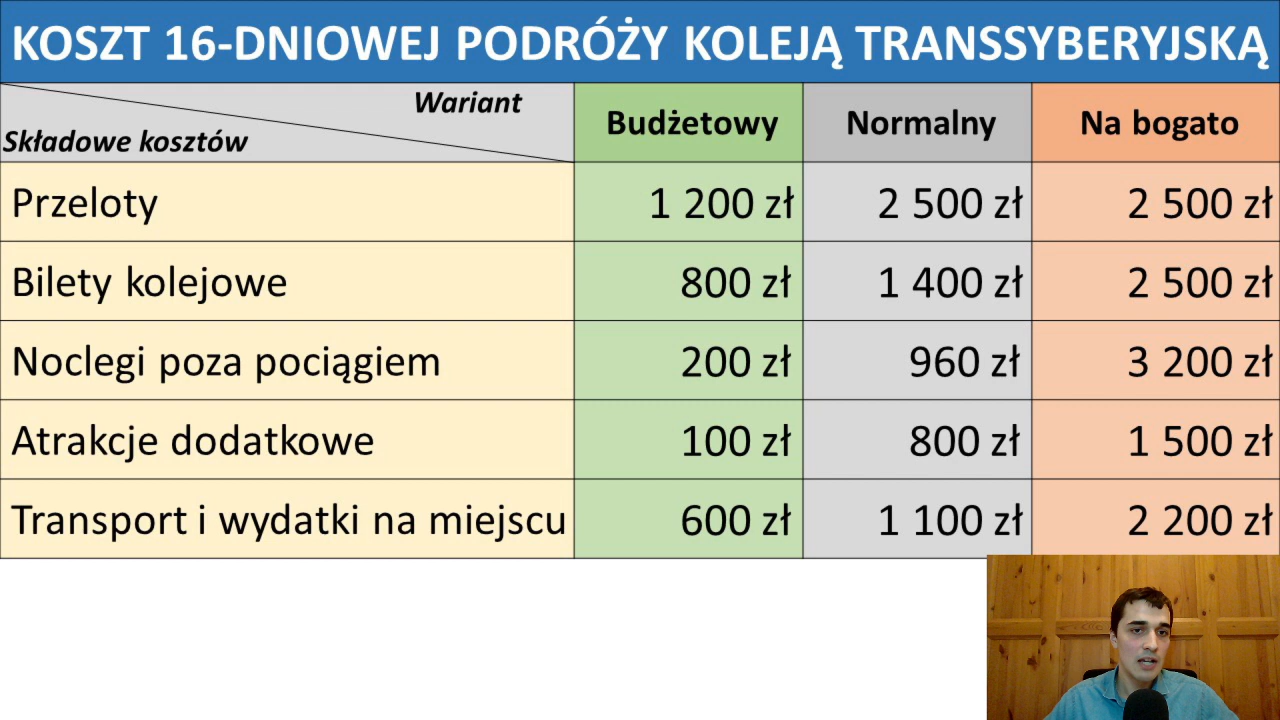 KOSZT 16-DNIOWEJ PODRÓŻY KOLEJĄ TRANSSYBERYJSKĄ
Wariant
Składowe kosztów
Budżetowy Normalny Na bogato
Przeloty 1 200 zł 2 500 zł 2 500 zł
Bilety kolejowe 800 zł 1 400 zł 2 500 zł
Noclegi poza pociągiem 200 zł 960 zł 3 200 zł
Atrakcje dodatkowe 100 zł 800 zł 1 500 zł
Transport i wydatki na miejscu 600 zł 1 100 zł 2 200 zł